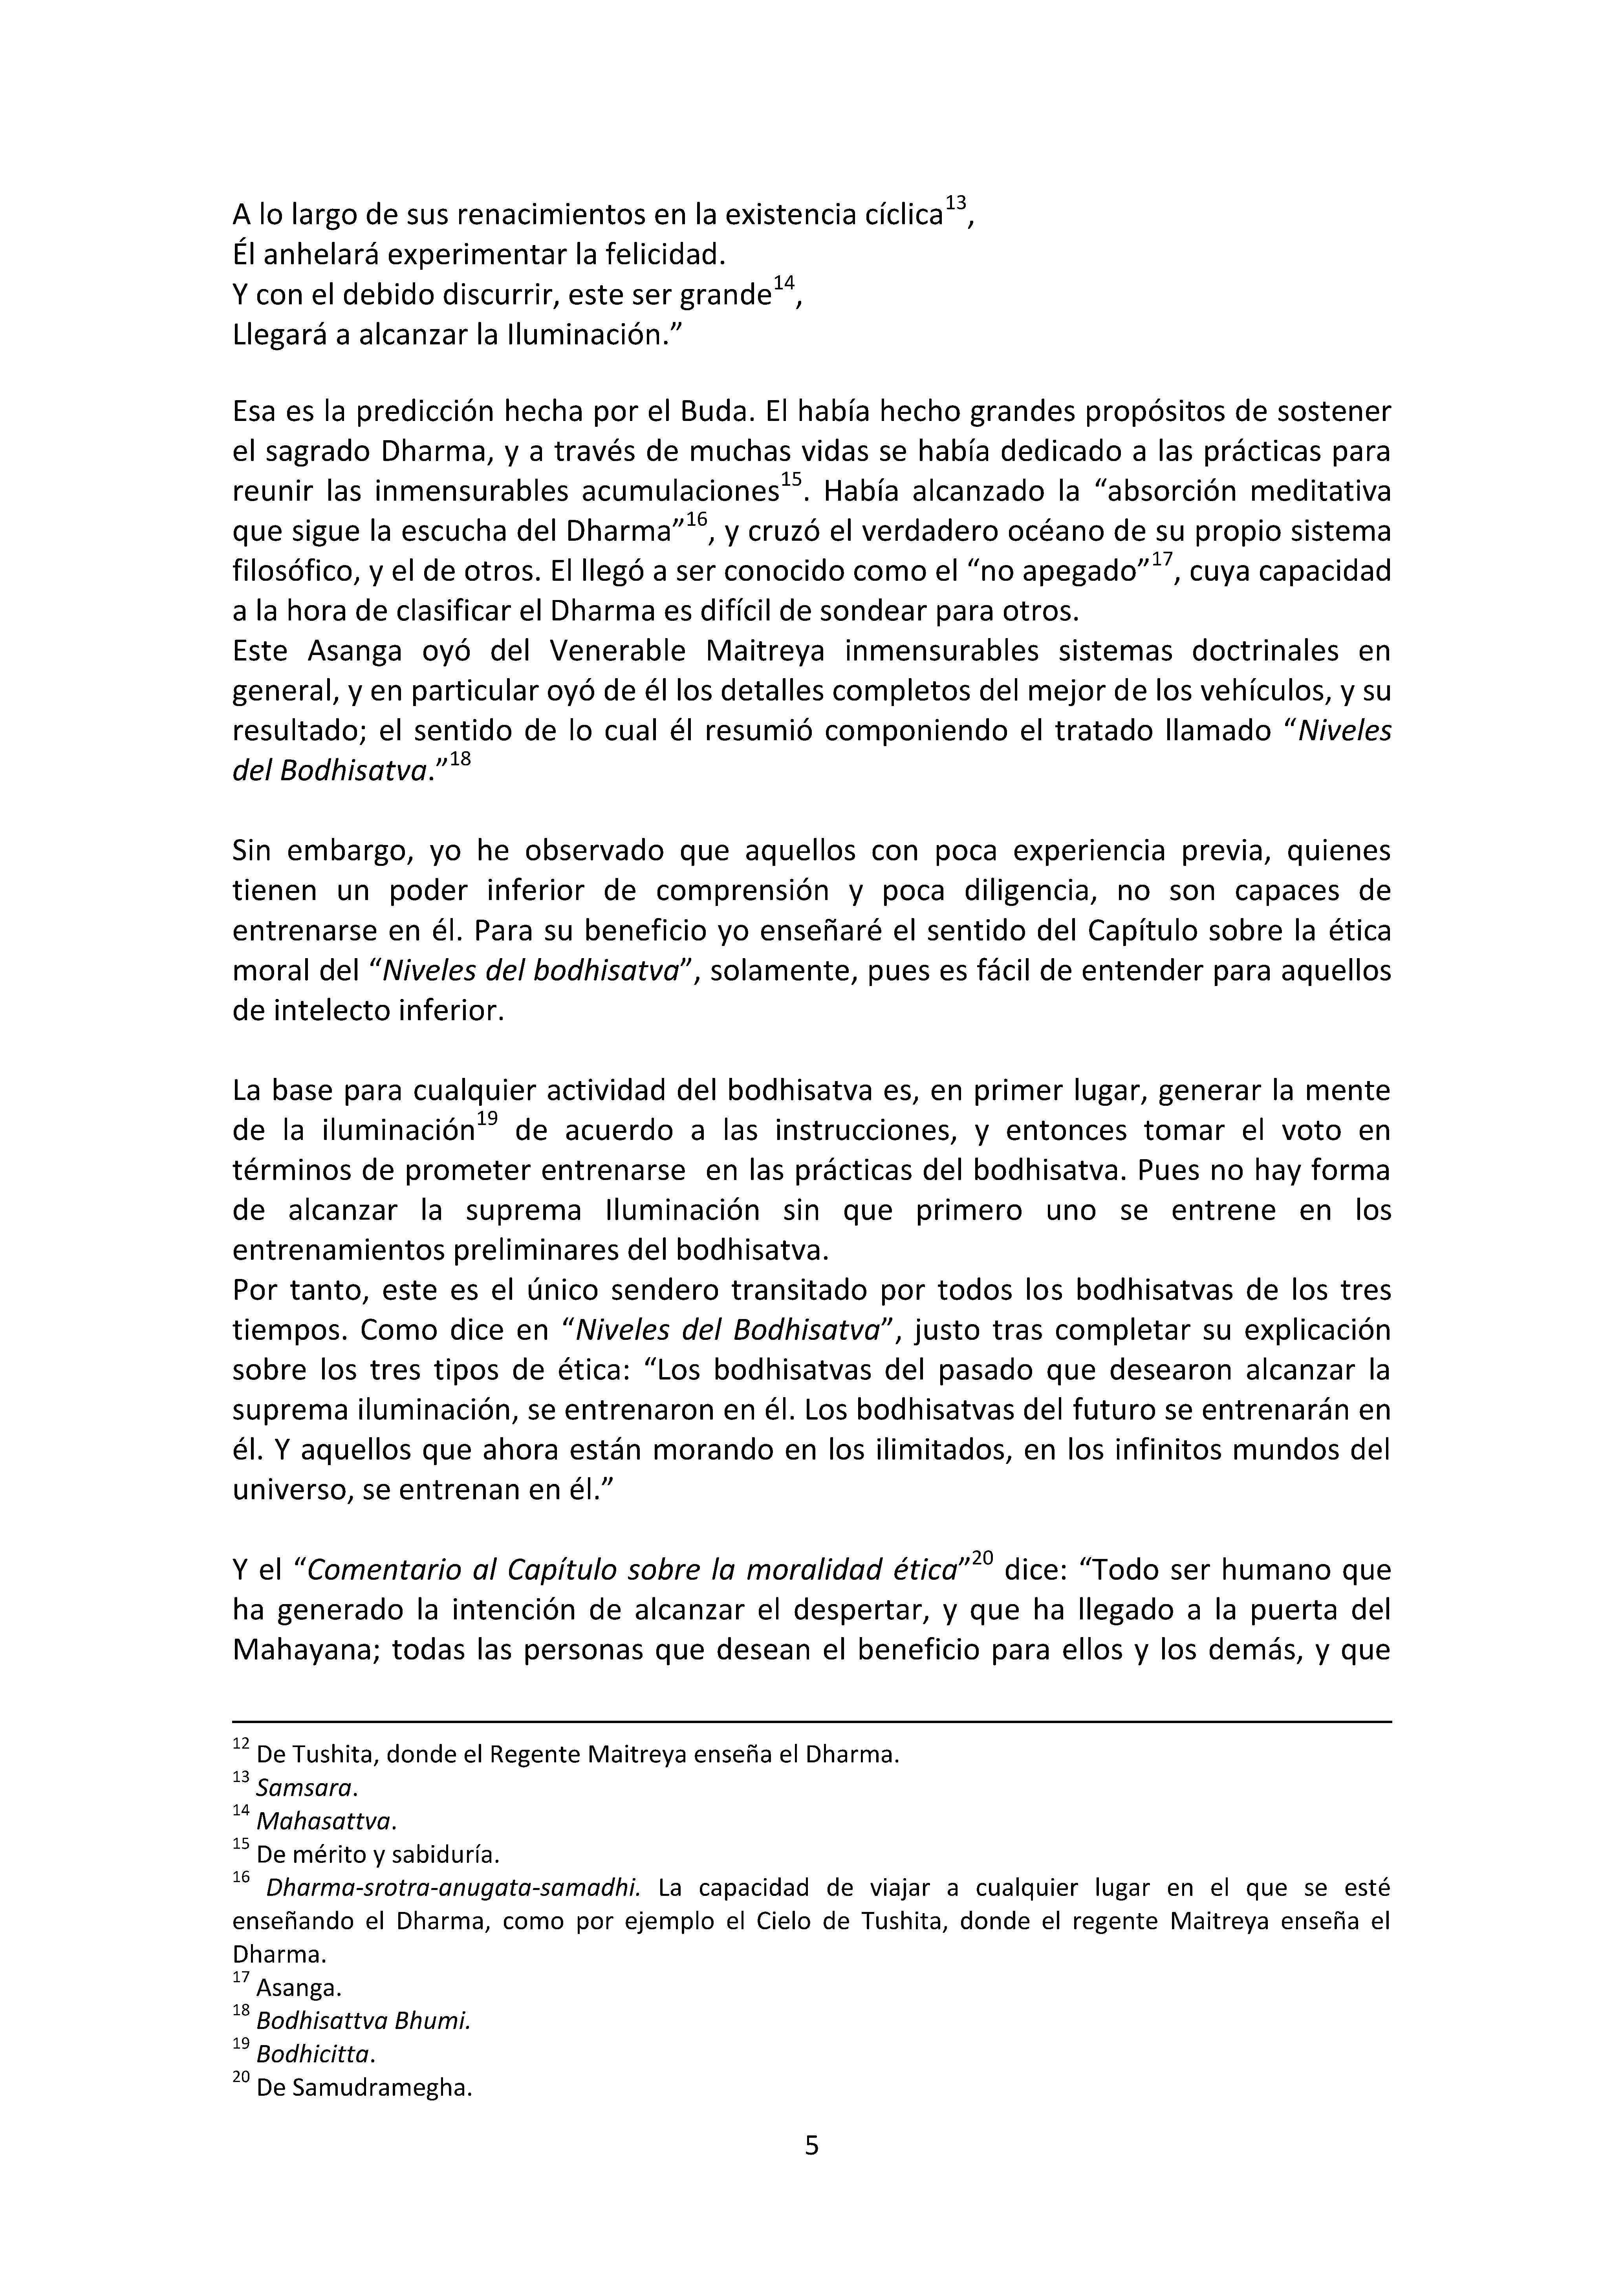 A lo largo de sus renacimientos en la existencia cíclica13,
Él anhelará experimentar la felicidad.
Y con el debido discurrir, este ser grande14,
Llegará a alcanzar la Iluminación.”
Esa es la predicción hecha por el Buda. El había hecho grandes propósitos de sostener
el sagrado Dharma, y a través de muchas vidas se había dedicado a las prácticas para
reunir las inmensurables acumulaciones15. Había alcanzado la “absorción meditativa
que sigue la escucha del Dharma”16, y cruzó el verdadero océano de su propio sistema
filosófico, y el de otros. El llegó a ser conocido como el “no apegado”17, cuya capacidad
a la hora de clasificar el Dharma es difícil de sondear para otros.
Este Asanga oyó del Venerable Maitreya inmensurables sistemas doctrinales en
general, y en particular oyó de él los detalles completos del mejor de los vehículos, y su
resultado; el sentido de lo cual él resumió componiendo el tratado llamado “Niveles
del Bodhisatva.”18
Sin embargo, yo he observado que aquellos con poca experiencia previa, quienes
tienen un poder inferior de comprensión y poca diligencia, no son capaces de
entrenarse en él. Para su beneficio yo enseñaré el sentido del Capítulo sobre la ética
moral del “Niveles del bodhisatva”, solamente, pues es fácil de entender para aquellos
de intelecto inferior.
La base para cualquier actividad del bodhisatva es, en primer lugar, generar la mente
de la iluminación19 de acuerdo a las instrucciones, y entonces tomar el voto en
términos de prometer entrenarse en las prácticas del bodhisatva. Pues no hay forma
de alcanzar la suprema Iluminación sin que primero uno se entrene en los
entrenamientos preliminares del bodhisatva.
Por tanto, este es el único sendero transitado por todos los bodhisatvas de los tres
tiempos. Como dice en “Niveles del Bodhisatva”, justo tras completar su explicación
sobre los tres tipos de ética: “Los bodhisatvas del pasado que desearon alcanzar la
suprema iluminación, se entrenaron en él. Los bodhisatvas del futuro se entrenarán en
él. Y aquellos que ahora están morando en los ilimitados, en los infinitos mundos del
universo, se entrenan en él.”
Y el “Comentario al Capítulo sobre la moralidad ética”20 dice: “Todo ser humano que
ha generado la intención de alcanzar el despertar, y que ha llegado a la puerta del
Mahayana; todas las personas que desean el beneficio para ellos y los demás, y que
12 De Tushita, donde el Regente Maitreya enseña el Dharma.
13 Samsara.
14 Mahasattva.
15 De mérito y sabiduría.
16 Dharma-srotra-anugata-samadhi. La capacidad de viajar a cualquier lugar en el que se esté
enseñando el Dharma, como por ejemplo el Cielo de Tushita, donde el regente Maitreya enseña el
Dharma.
17 Asanga.
18 Bodhisattva Bhumi.
19 Bodhicitta.
20 De Samudramegha.
5